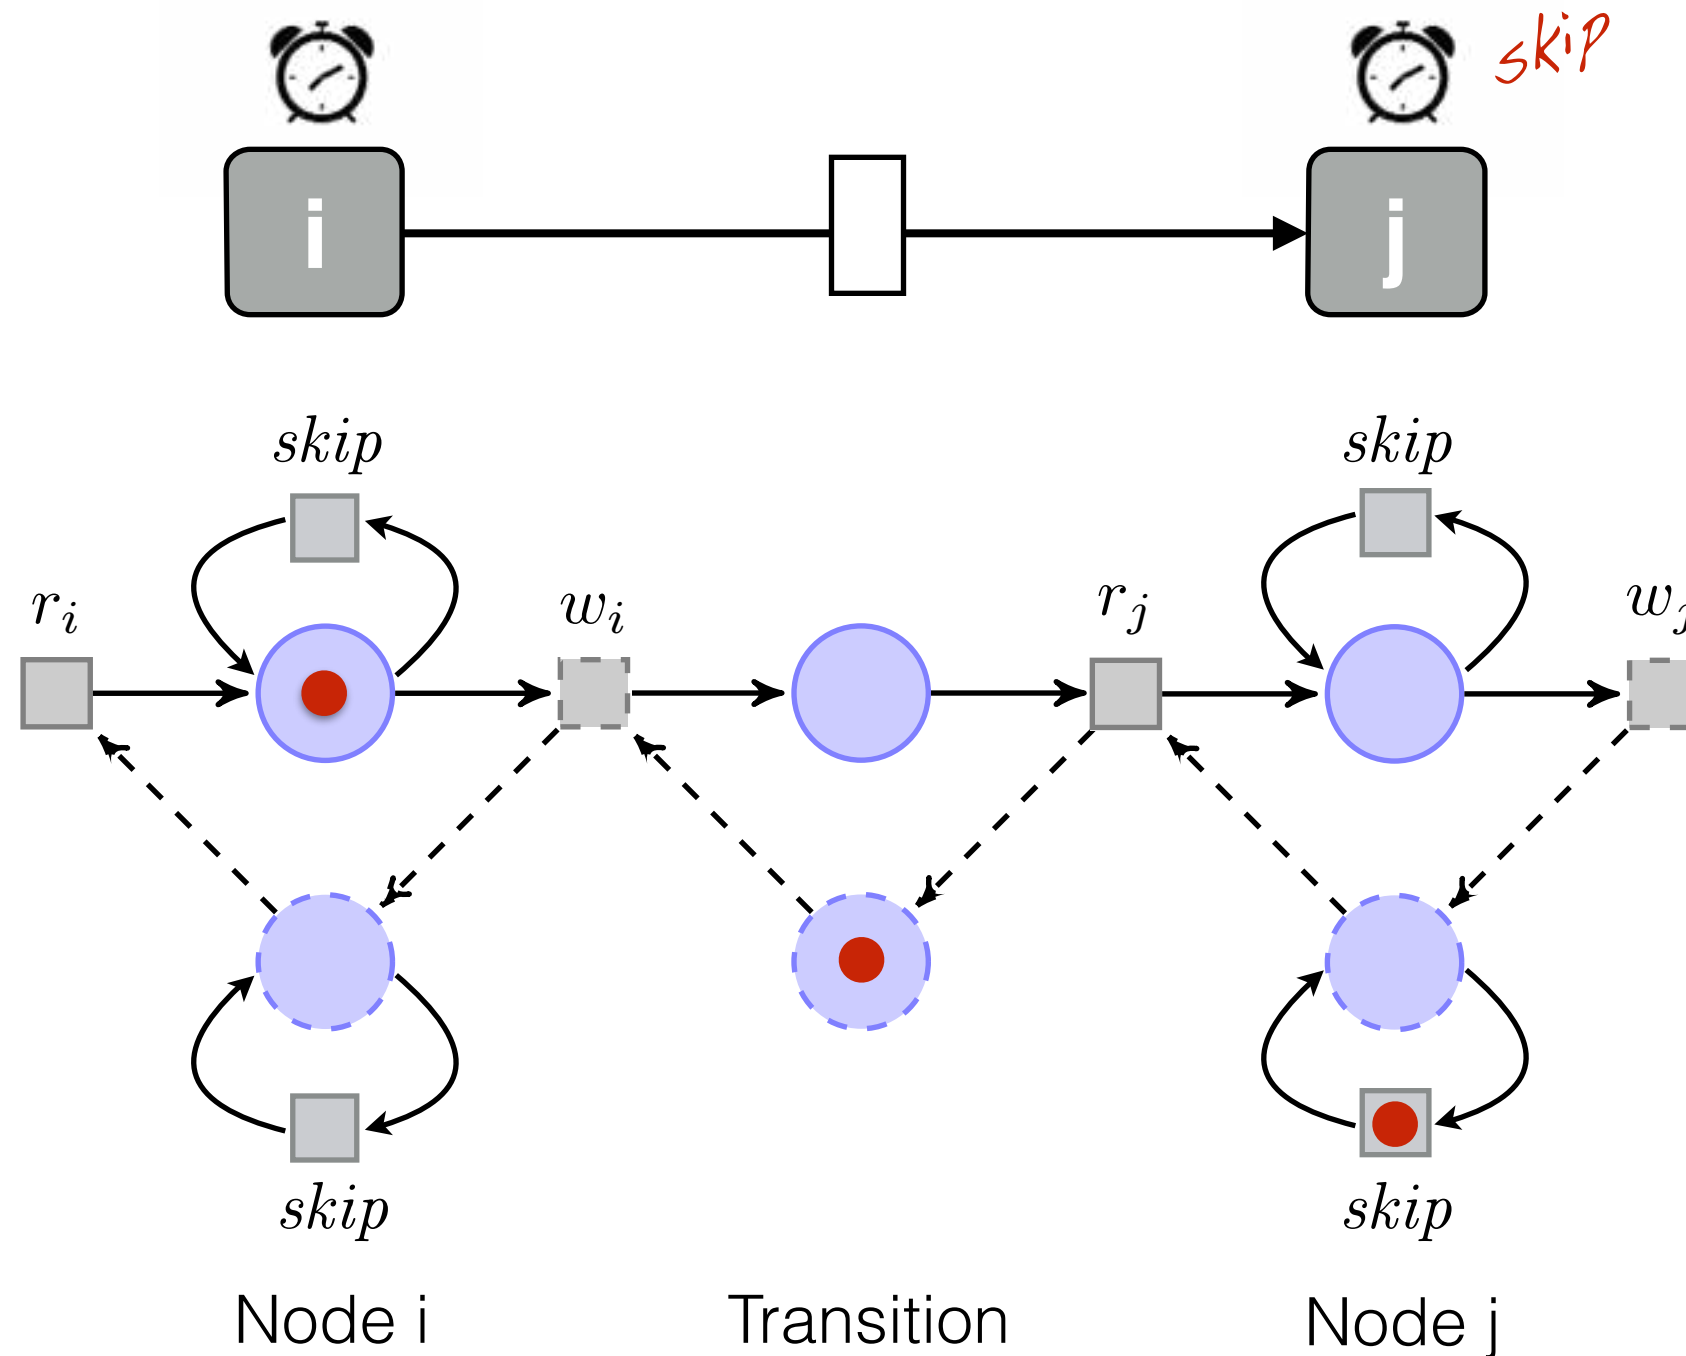 skip
i j
skip skip
r_i w_i r_j w_j
skip skip
Node i Transition Node j